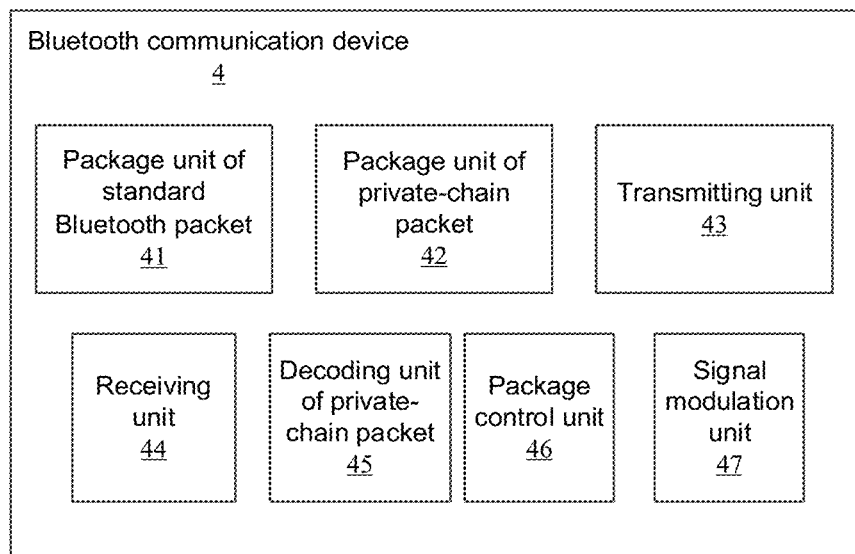 Bluetooth communication device
4
Package unit of
standard
Bluetooth packet
41
Package unit of
private-chain
packet
42
Transmitting unit
43
Receiving
unit
44
Decoding unit
of private-
chain packet
45
Package
control unit
46
Signal
modulation
unit
47